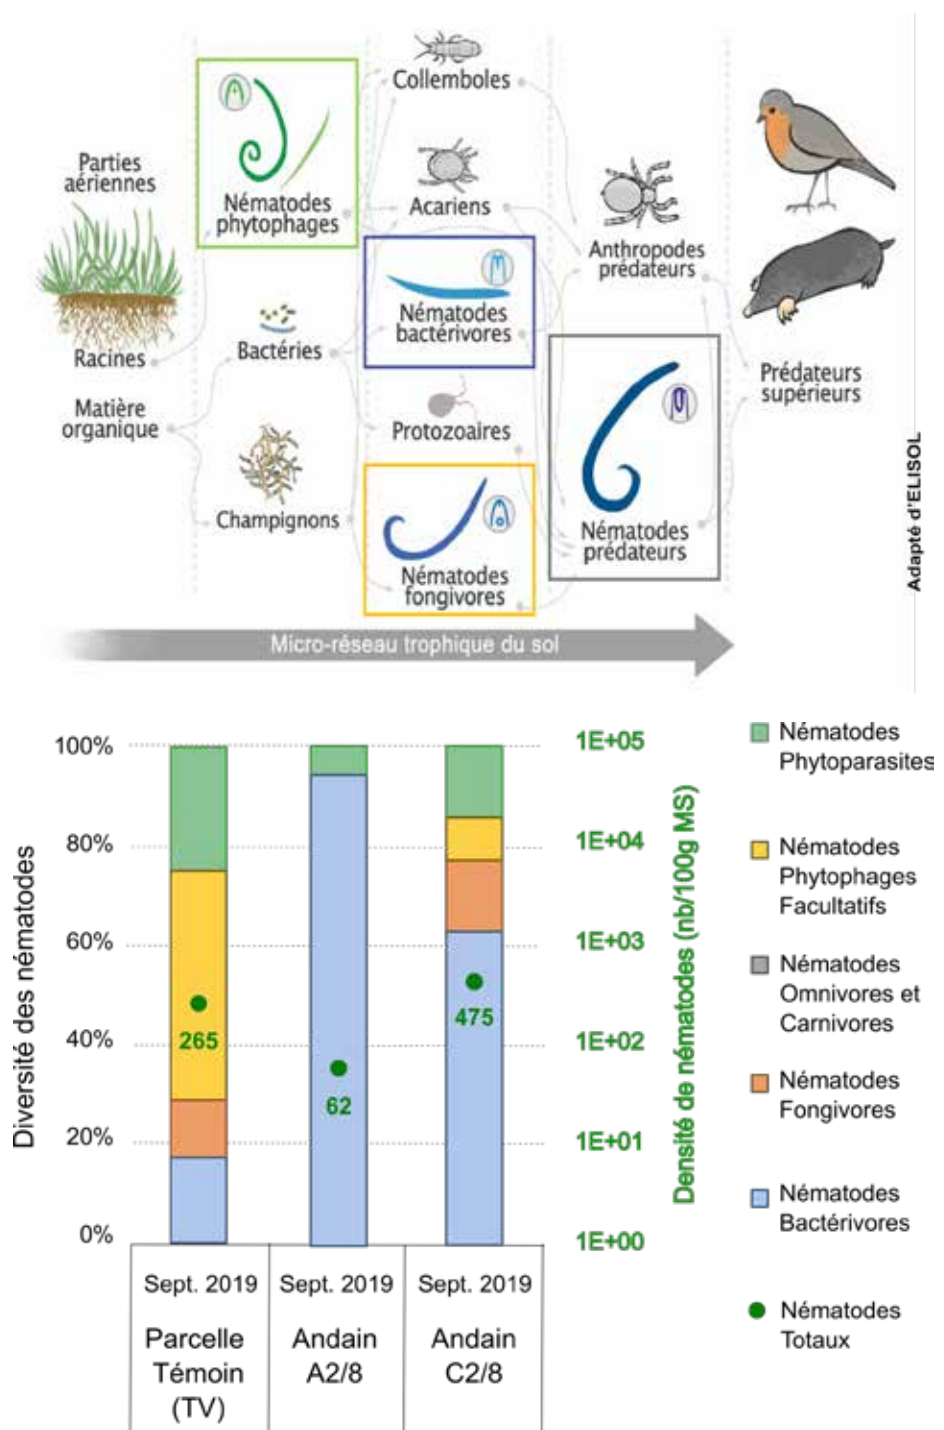 Collemboles
Parties
aériennes
Nématodes
phytophages
Acariens
Anthropodes
prédateurs
Nématodes
bactérivores
Bactéries
Racines
Matière
organique
Prédateurs
supérieurs
Protozoaires
Champignons
Nématodes
prédateurs
Nématodes
fongivores
Adapté d'ELISOL
Micro-réseau trophique du sol
Diversité des nématodes
100%
80%
60%
40%
20%
0%
265
62
475
1E+05
1E+04
1E+03
1E+02
1E+01
1E+00
Densité de nématodes (nb/100g MS)
Sept. 2019
Parcelle
Témoin
(TV)
Sept. 2019
Andain
A2/8
Sept. 2019
Andain
C2/8
Nématodes
Phytoparasites
Nématodes
Phytophages
Facultatifs
Nématodes
Omnivores et
Carnivores
Nématodes
Fongivores
Nématodes
Bactérivores
Nématodes
Totaux